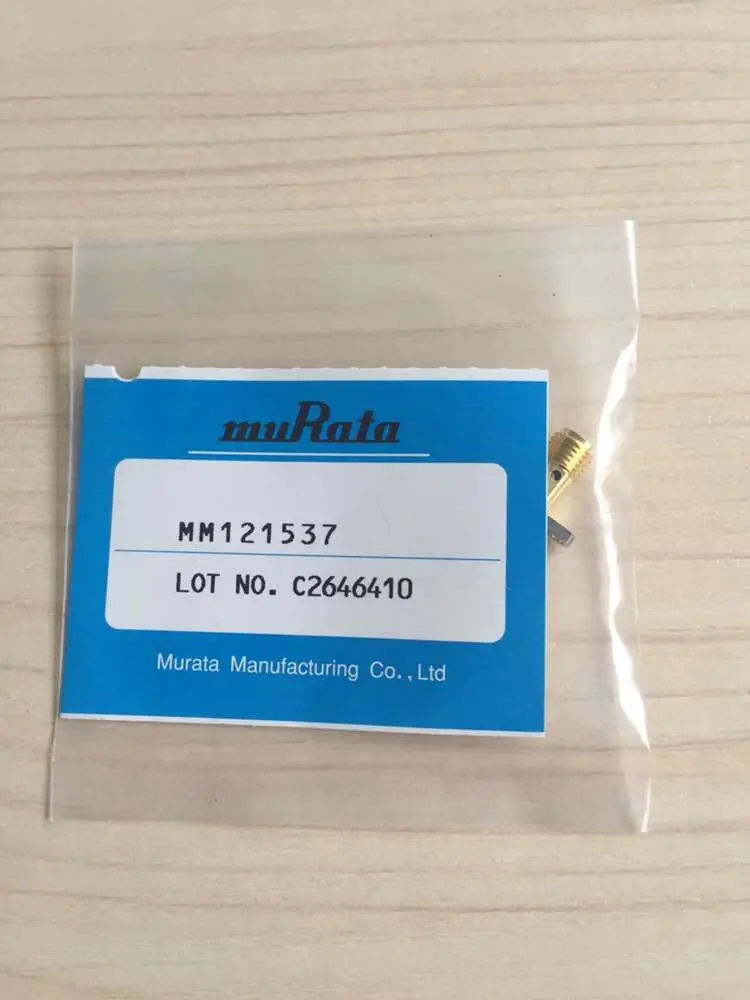 muRata
MM121537
LOT NO. C2646410
Murata Manufacturing Co.,Ltd